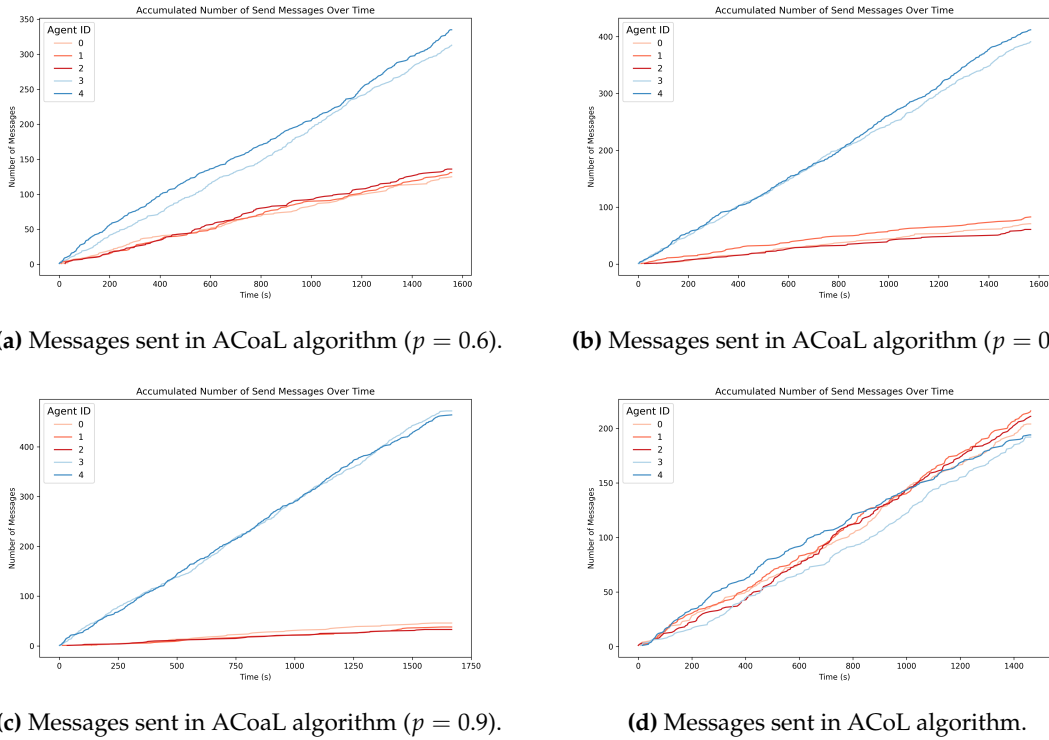 Accumulated Number of Send Messages Over Time
Agent ID
0
1
2
3
4
Number of Messages
350
300
250
200
150
100
50
0
0 200 400 600 800 1000 1200 1400 1600
Time (s)
a) Messages sent in ACoaL algorithm (p = 0.6).
Accumulated Number of Send Messages Over Time
Agent ID
0
1
2
3
4
Number of Messages
400
300
200
100
0
0 200 400 600 800 1000 1200 1400 1600
Time (s)
(b) Messages sent in ACoaL algorithm (p = 0
Accumulated Number of Send Messages Over Time
Agent ID
0
1
2
3
4
Number of Messages
400
300
200
100
0
0 250 500 750 1000 1250 1500 1750
Time (s)
c) Messages sent in ACoaL algorithm (p = 0.9).
Accumulated Number of Send Messages Over Time
Agent ID
0
1
2
3
4
Number of Messages
200
150
100
50
0
0 200 400 600 800 1000 1200 1400
Time (s)
(d) Messages sent in ACoL algorithm.